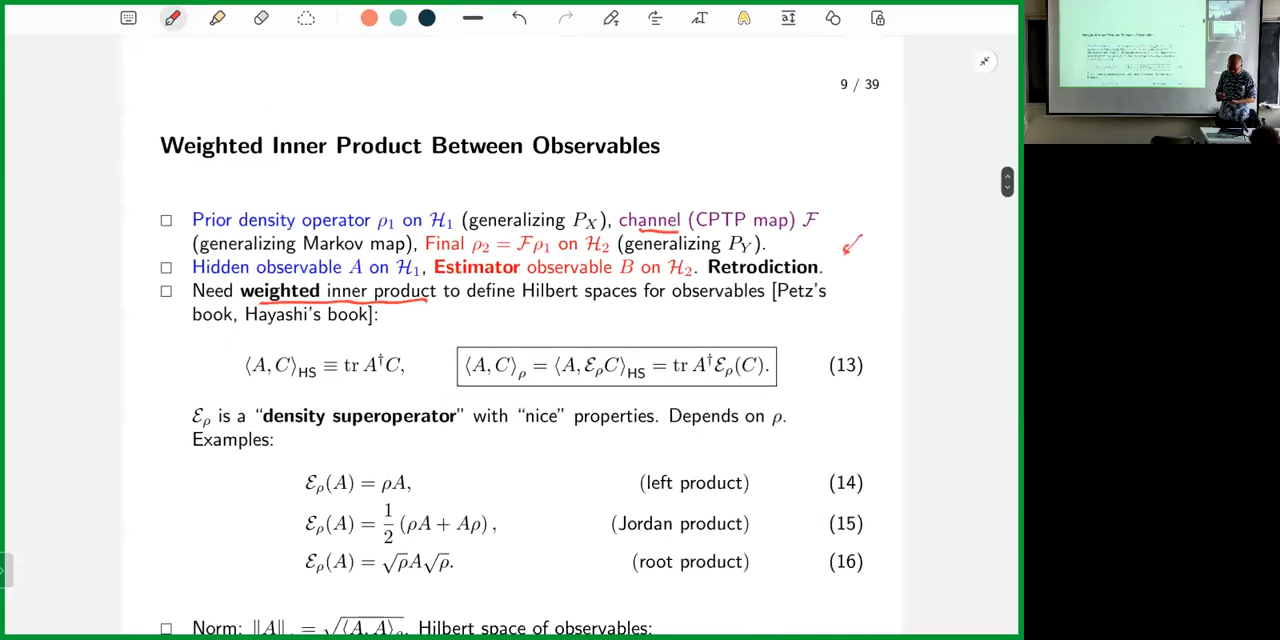 9 / 39
Weighted Inner Product Between Observables
□ Prior density operator ρ₁ on ℋ₁ (generalizing P_X), channel (CPTP map) ℱ
(generalizing Markov map), Final ρ₂ = ℱρ₁ on ℋ₂ (generalizing P_Y).
□ Hidden observable A on ℋ₁, Estimator observable B on ℋ₂. Retrodiction.
□ Need weighted inner product to define Hilbert spaces for observables [Petz's
book, Hayashi's book]:
⟨A, C⟩_HS ≡ tr A†C, ⟨A, C⟩_ρ = ⟨A, ℰ_ρC⟩_HS = tr A†ℰ_ρ(C). (13)
ℰ_ρ is a “density superoperator” with “nice” properties. Depends on ρ.
Examples:
ℰ_ρ(A) = ρA, (left product) (14)
ℰ_ρ(A) = 1/2 (ρA + Aρ), (Jordan product) (15)
ℰ_ρ(A) = √ρA√ρ. (root product) (16)
□ Norm: ‖A‖ = √⟨A, A⟩_ρ. Hilbert space of observables: